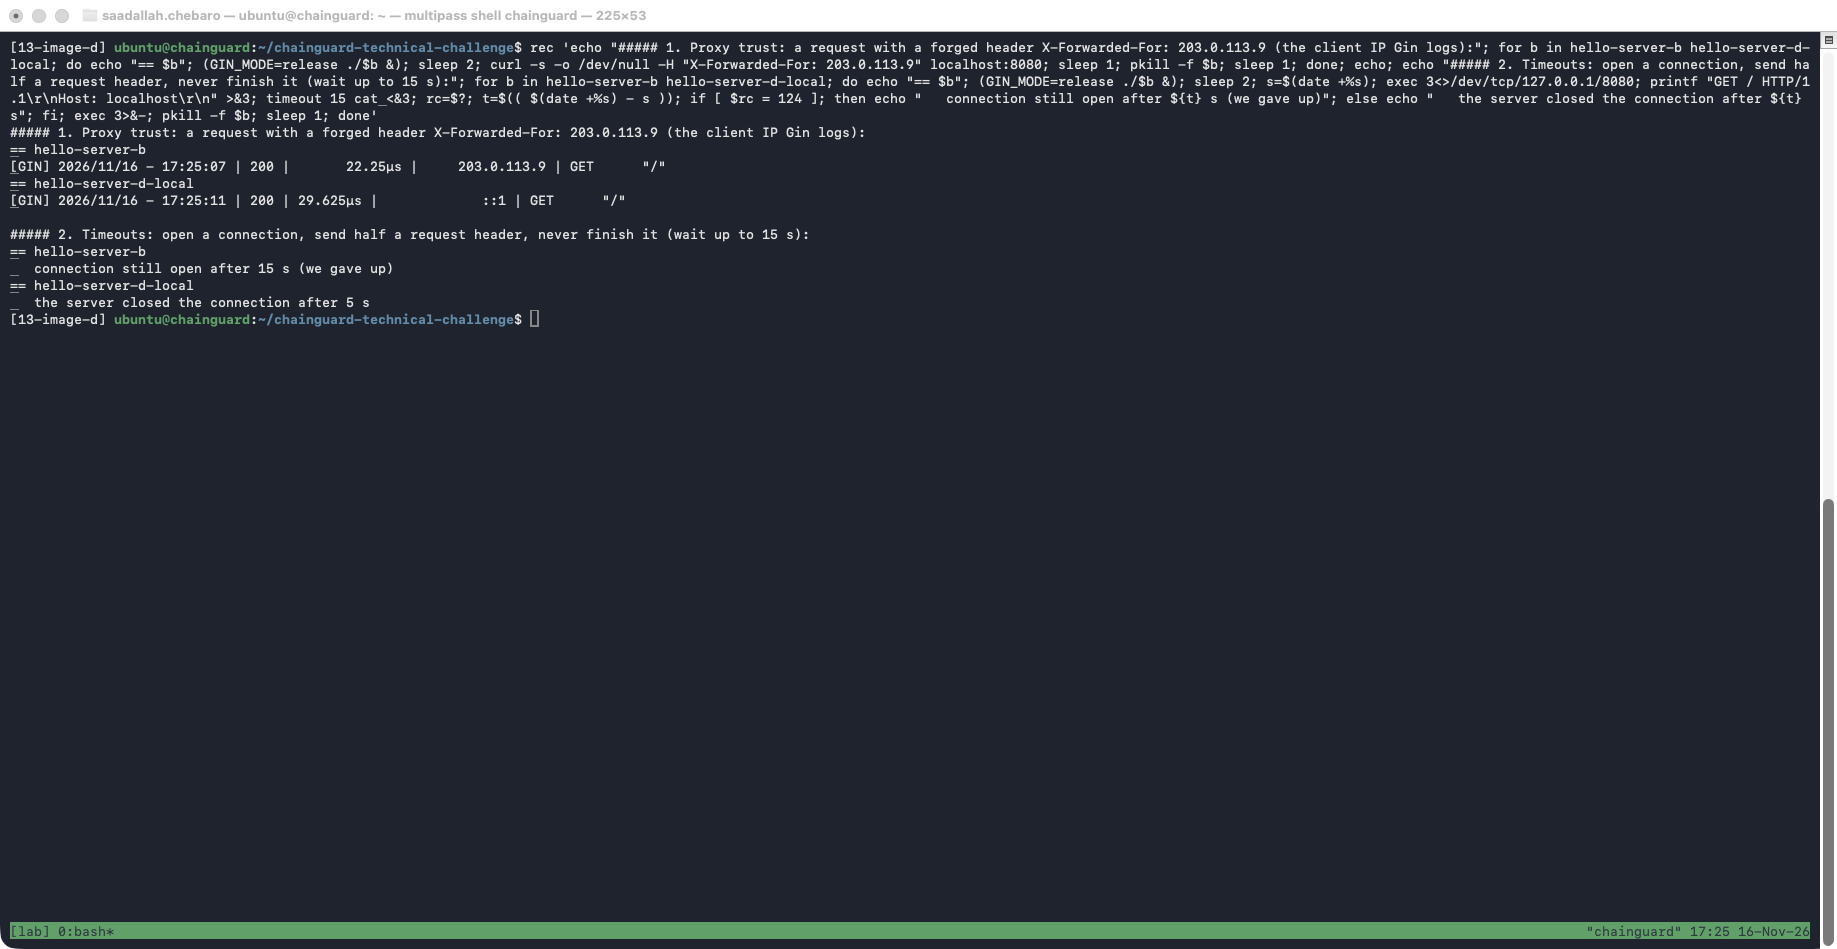 saadallah.chebaro — ubuntu@chainguard: ~ — multipass shell chainguard — 225×53
[13-image-d] ubuntu@chainguard:~/chainguard-technical-challenge$ rec 'echo "##### 1. Proxy trust: a request with a forged header X-Forwarded-For: 203.0.113.9 (the client IP Gin logs):"; for b in hello-server-b hello-server-d-
local; do echo "== $b"; (GIN_MODE=release ./$b &); sleep 2; curl -s -o /dev/null -H "X-Forwarded-For: 203.0.113.9" localhost:8080; sleep 1; pkill -f $b; sleep 1; done; echo; echo "##### 2. Timeouts: open a connection, send ha
lf a request header, never finish it (wait up to 15 s):"; for b in hello-server-b hello-server-d-local; do echo "== $b"; (GIN_MODE=release ./$b &); sleep 2; s=$(date +%s); exec 3<>/dev/tcp/127.0.0.1/8080; printf "GET / HTTP/1
.1\r\nHost: localhost\r\n" >&3; timeout 15 cat_<&3; rc=$?; t=$(( $(date +%s) - s )); if [ $rc = 124 ]; then echo "   connection still open after ${t} s (we gave up)"; else echo "   the server closed the connection after ${t}
s"; fi; exec 3>&-; pkill -f $b; sleep 1; done'
##### 1. Proxy trust: a request with a forged header X-Forwarded-For: 203.0.113.9 (the client IP Gin logs):
== hello-server-b
[GIN] 2026/11/16 - 17:25:07 | 200 |       22.25µs |     203.0.113.9 | GET      "/"
== hello-server-d-local
[GIN] 2026/11/16 - 17:25:11 | 200 | 29.625µs |             ::1 | GET      "/"
##### 2. Timeouts: open a connection, send half a request header, never finish it (wait up to 15 s):
== hello-server-b
_  connection still open after 15 s (we gave up)
== hello-server-d-local
_  the server closed the connection after 5 s
[13-image-d] ubuntu@chainguard:~/chainguard-technical-challenge$
[lab] 0:bash* "chainguard" 17:25 16-Nov-26